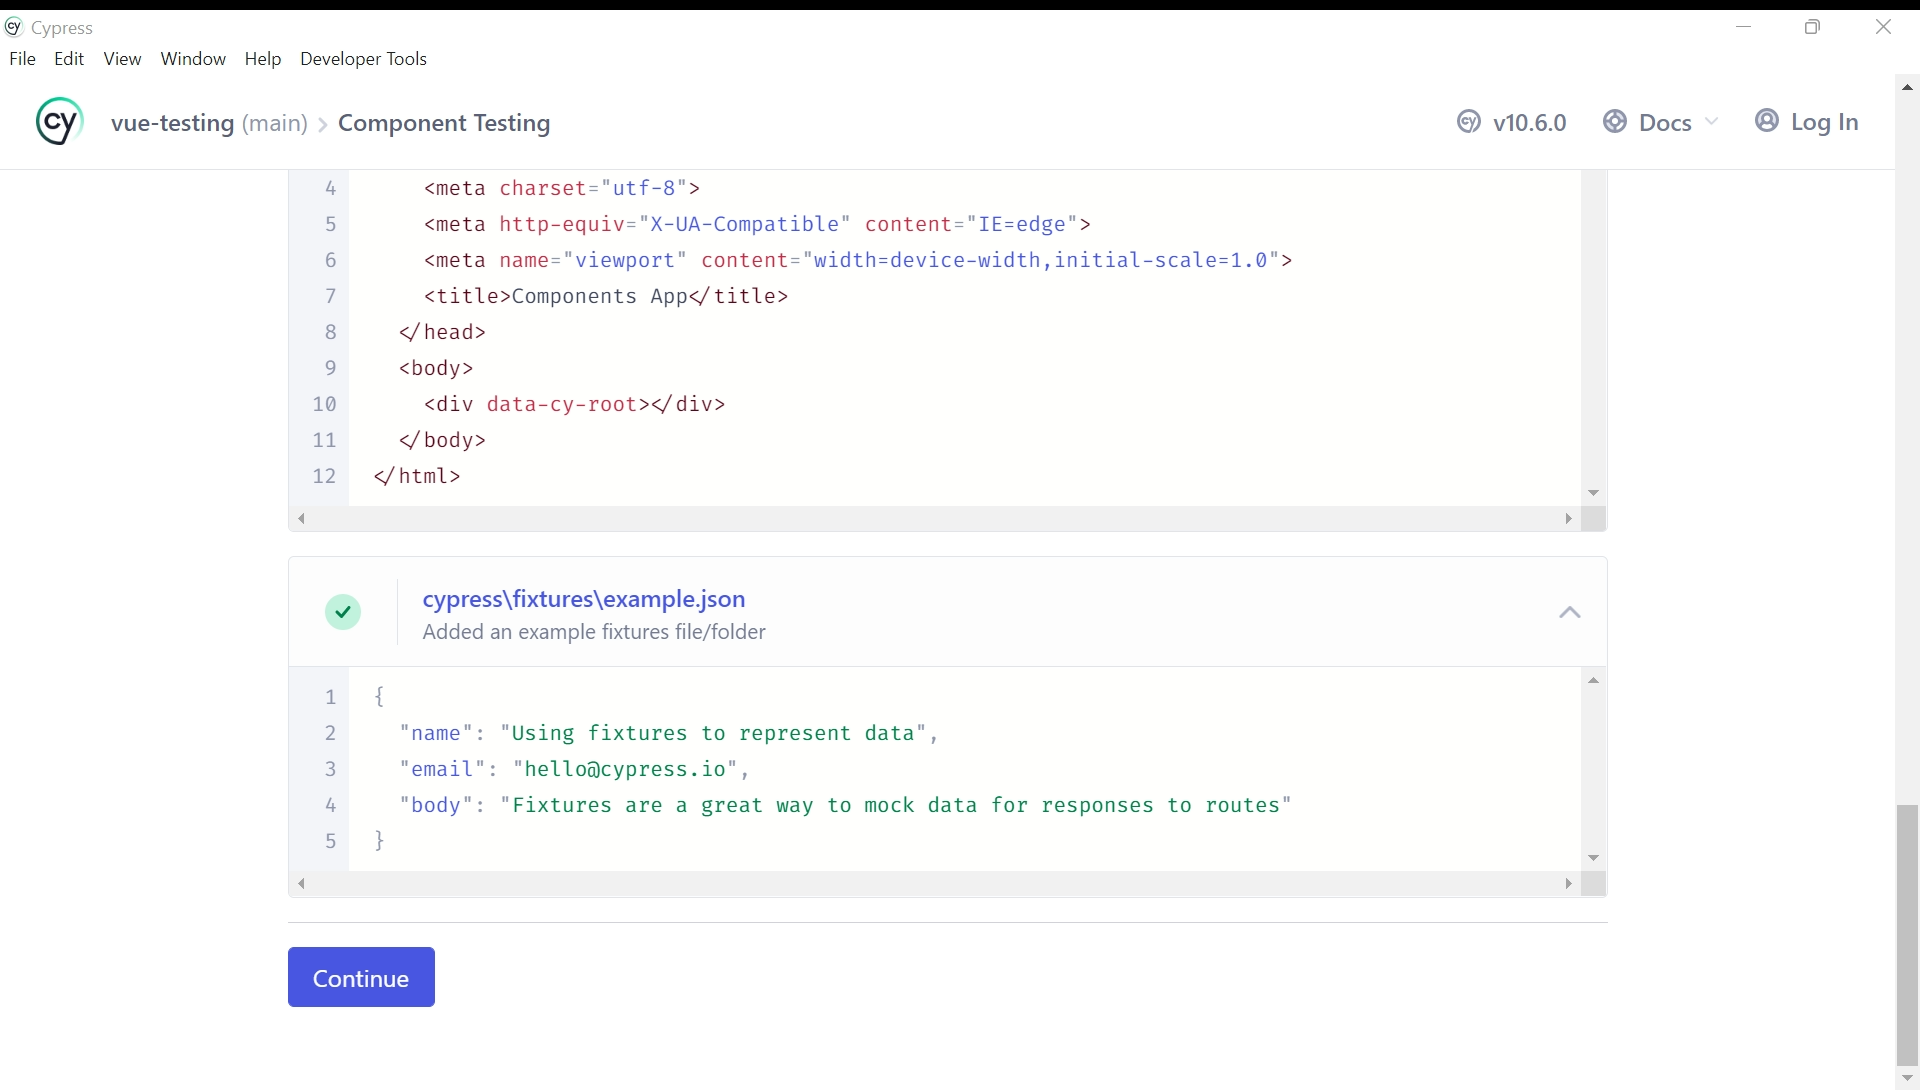 Cypress
File Edit View Window Help Developer Tools
cy vue-testing (main) > Component Testing v10.6.0 Docs Log In
4 <meta charset="utf-8">
5 <meta http-equiv="X-UA-Compatible" content="IE=edge">
6 <meta name="viewport" content="width=device-width,initial-scale=1.0">
7 <title>Components App</title>
8 </head>
9 <body>
10 <div data-cy-root></div>
11 </body>
12 </html>
cypress\fixtures\example.json
Added an example fixtures file/folder
1 {
2 "name": "Using fixtures to represent data",
3 "email": "hello@cypress.io",
4 "body": "Fixtures are a great way to mock data for responses to routes"
5 }
Continue